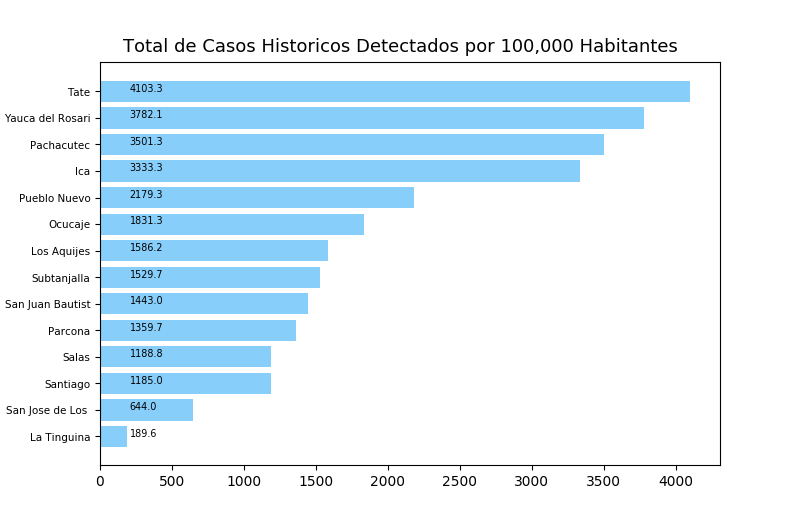 Total de Casos Historicos Detectados por 100,000 Habitantes
Tate 4103.3
Yauca del Rosari 3782.1
Pachacutec 3501.3
Ica 3333.3
Pueblo Nuevo 2179.3
Ocucaje 1831.3
Los Aquijes 1586.2
Subtanjalla 1529.7
San Juan Bautist 1443.0
Parcona 1359.7
Salas 1188.8
Santiago 1185.0
San Jose de Los 644.0
La Tinguina 189.6
0 500 1000 1500 2000 2500 3000 3500 4000